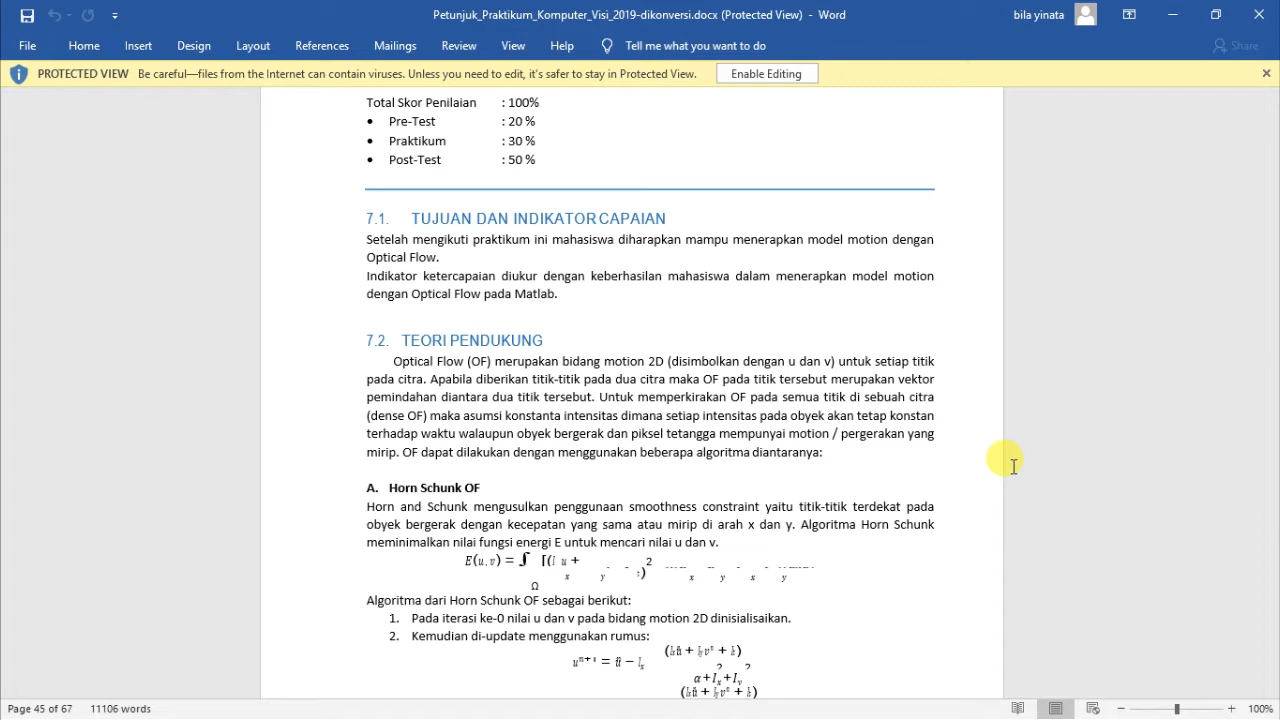 Petunjuk_Praktikum_Komputer_Visi_2019-dikonversi.docx (Protected View) - Word
bila yinata
File Home Insert Design Layout References Mailings Review View Help Tell me what you want to do Share
PROTECTED VIEW Be careful—files from the Internet can contain viruses. Unless you need to edit, it's safer to stay in Protected View. Enable Editing
Total Skor Penilaian : 100%
• Pre-Test : 20 %
• Praktikum : 30 %
• Post-Test : 50 %
7.1. TUJUAN DAN INDIKATOR CAPAIAN
Setelah mengikuti praktikum ini mahasiswa diharapkan mampu menerapkan model motion dengan
Optical Flow.
Indikator ketercapaian diukur dengan keberhasilan mahasiswa dalam menerapkan model motion
dengan Optical Flow pada Matlab.
7.2. TEORI PENDUKUNG
Optical Flow (OF) merupakan bidang motion 2D (disimbolkan dengan u dan v) untuk setiap titik
pada citra. Apabila diberikan titik-titik pada dua citra maka OF pada titik tersebut merupakan vektor
pemindahan diantara dua titik tersebut. Untuk memperkirakan OF pada semua titik di sebuah citra
(dense OF) maka asumsi konstanta intensitas dimana setiap intensitas pada obyek akan tetap konstan
terhadap waktu walaupun obyek bergerak dan piksel tetangga mempunyai motion / pergerakan yang
mirip. OF dapat dilakukan dengan menggunakan beberapa algoritma diantaranya:
A. Horn Schunk OF
Horn and Schunk mengusulkan penggunaan smoothness constraint yaitu titik-titik terdekat pada
obyek bergerak dengan kecepatan yang sama atau mirip di arah x dan y. Algoritma Horn Schunk
meminimalkan nilai fungsi energi E untuk mencari nilai u dan v.
E(u, v) = ∫
Ω
Algoritma dari Horn Schunk OF sebagai berikut:
1. Pada iterasi ke-0 nilai u dan v pada bidang motion 2D dinisialisaikan.
2. Kemudian di-update menggunakan rumus:
Page 45 of 67 11106 words 100%